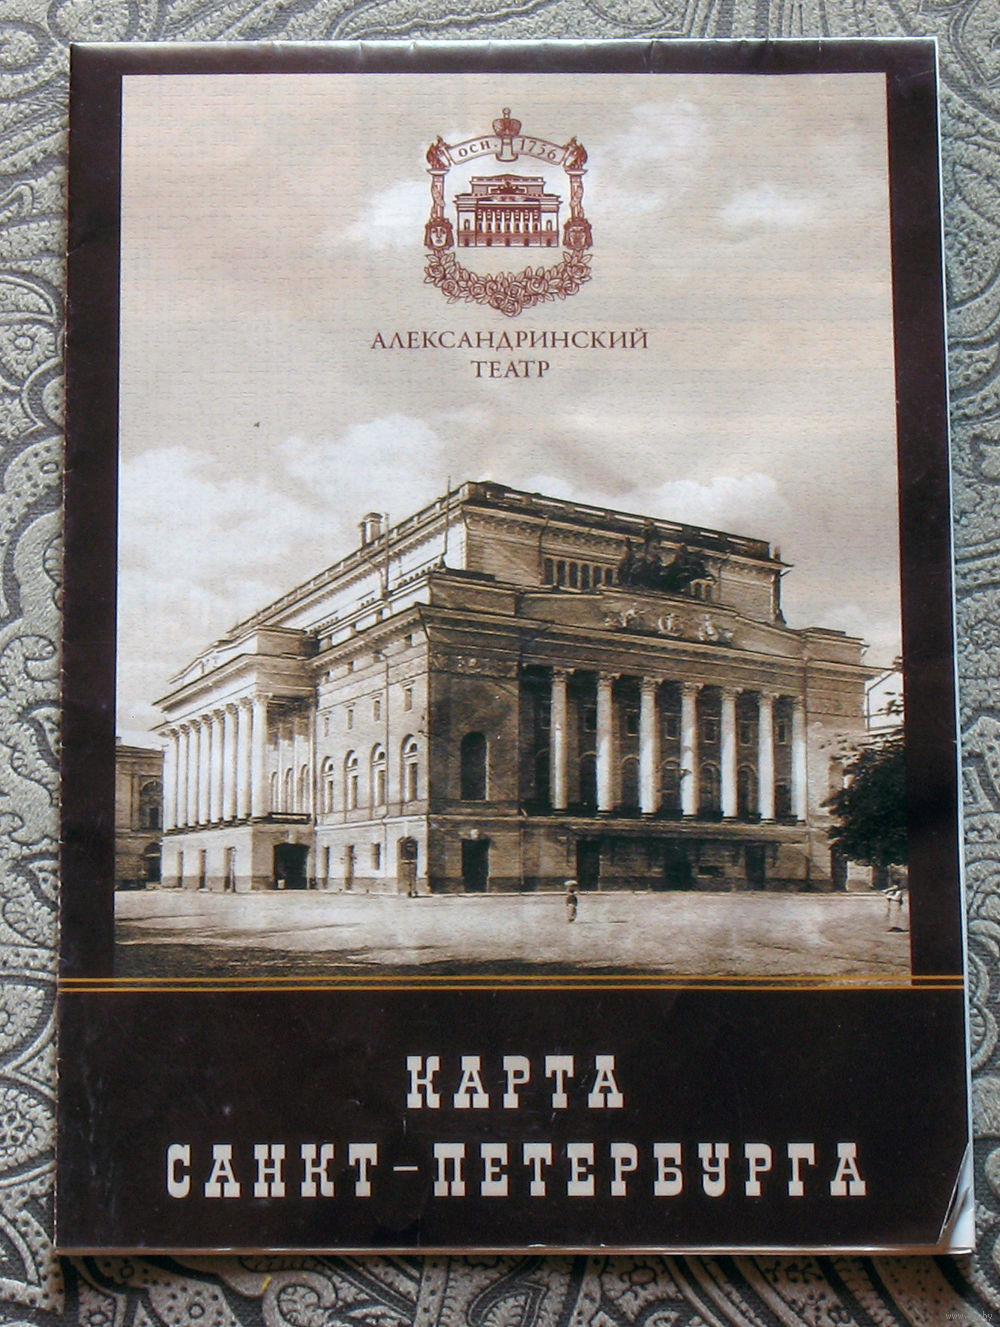 ОСН. 1756
АЛЕКСАНДРИНСКИЙ
ТЕАТР
КАРТА
САНКТ-ПЕТЕРБУРГА